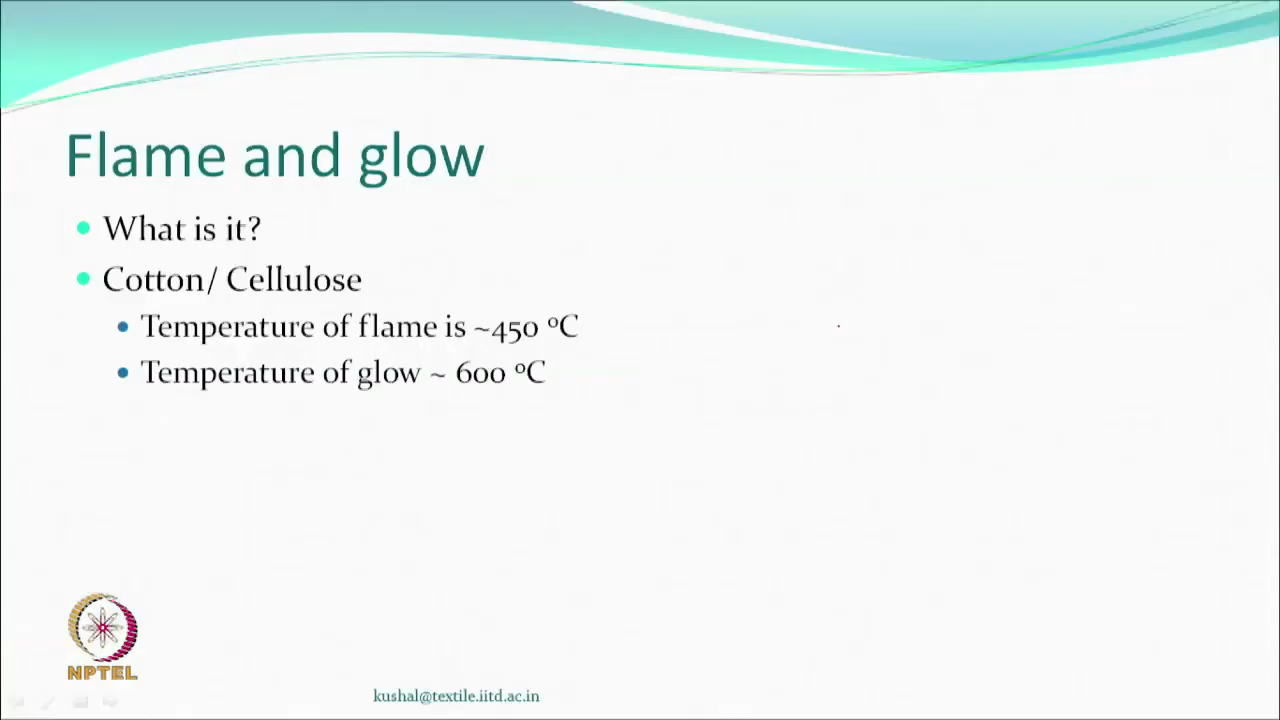 Flame and glow
What is it?
Cotton/ Cellulose
Temperature of flame is ~450 ºC
Temperature of glow ~ 600 ºC
NPTEL
kushal@textile.iitd.ac.in